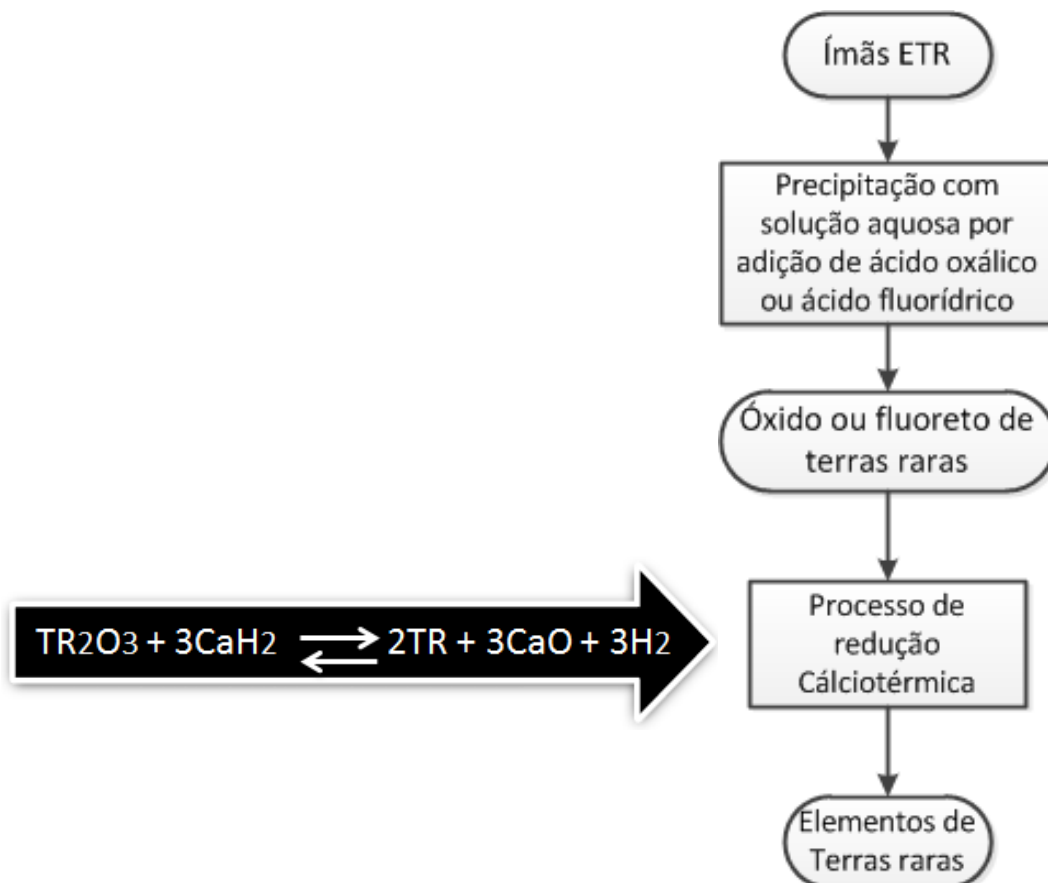 Ímãs ETR
Precipitação com
solução aquosa por
adição de ácido oxálico
ou ácido fluorídrico
Óxido ou fluoreto de
terras raras
TR2O3 + 3CaH2 ⇄ 2TR + 3CaO + 3H2
Processo de
redução
Cálciotérmica
Elementos de
Terras raras